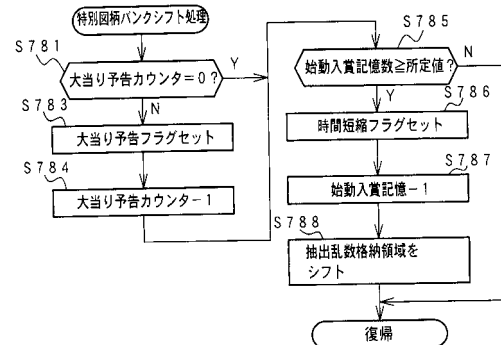 特別図柄バンクシフト処理
S781
大当り予告カウンタ=0?
Y
N
S783
大当り予告フラグセット
S784
大当り予告カウンタ-1
S785
始動入賞記憶数≧所定値?
N
Y
S786
時間短縮フラグセット
S787
始動入賞記憶-1
S788
抽出乱数格納領域を
シフト
復帰